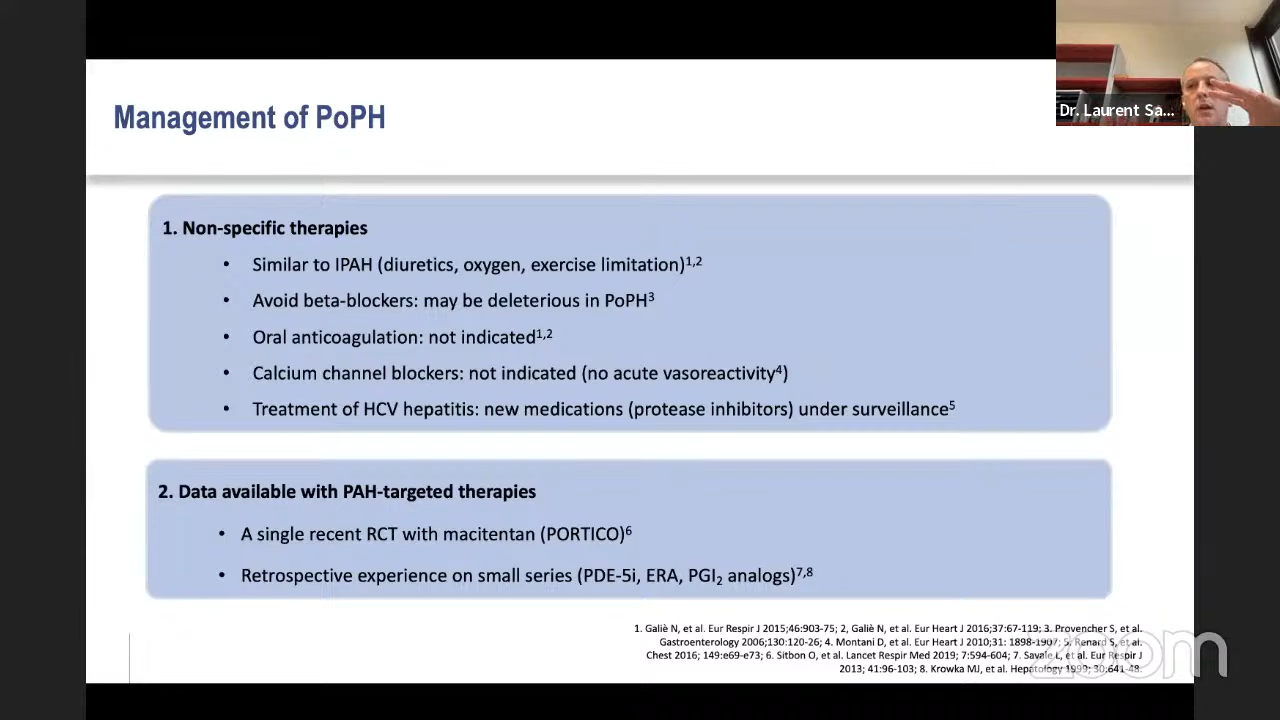 Dr. Laurent Sa...
Management of PoPH
1. Non-specific therapies
• Similar to IPAH (diuretics, oxygen, exercise limitation)1,2
• Avoid beta-blockers: may be deleterious in PoPH3
• Oral anticoagulation: not indicated1,2
• Calcium channel blockers: not indicated (no acute vasoreactivity4)
• Treatment of HCV hepatitis: new medications (protease inhibitors) under surveillance5
2. Data available with PAH-targeted therapies
• A single recent RCT with macitentan (PORTICO)6
• Retrospective experience on small series (PDE-5i, ERA, PGI2 analogs)7,8
1. Galiè N, et al. Eur Respir J 2015;46:903-75; 2, Galiè N, et al. Eur Heart J 2016;37:67-119; 3. Provencher S, et al.
Gastroenterology 2006;130:120-26; 4. Montani D, et al. Eur Heart J 2010;31: 1898-1907; 5. Renard S, et al.
Chest 2016; 149:e69-e73; 6. Sitbon O, et al. Lancet Respir Med 2019; 7:594-604; 7. Savale L, et al. Eur Respir J
2013; 41:96-103; 8. Krowka MJ, et al. Hepatology 1999; 30:641-48.
zoom